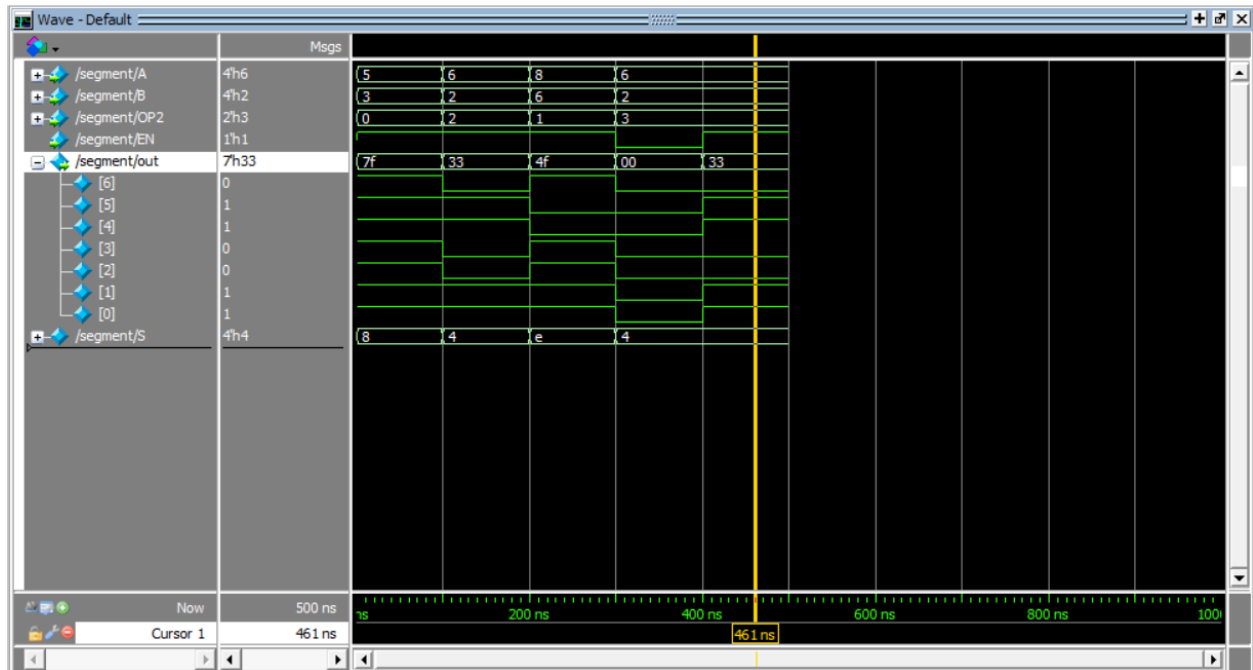 Wave - Default
Msgs
/segment/A 4'h6 5 6 8 6
/segment/B 4'h2 3 2 6 2
/segment/OP2 2'h3 0 2 1 3
/segment/EN 1'h1
/segment/out 7'h33 7f 33 4f 00 33
[6] 0
[5] 1
[4] 1
[3] 0
[2] 0
[1] 1
[0] 1
/segment/S 4'h4 8 4 e 4
Now 500 ns ns 200 ns 400 ns 600 ns 800 ns 100
Cursor 1 461 ns 461 ns